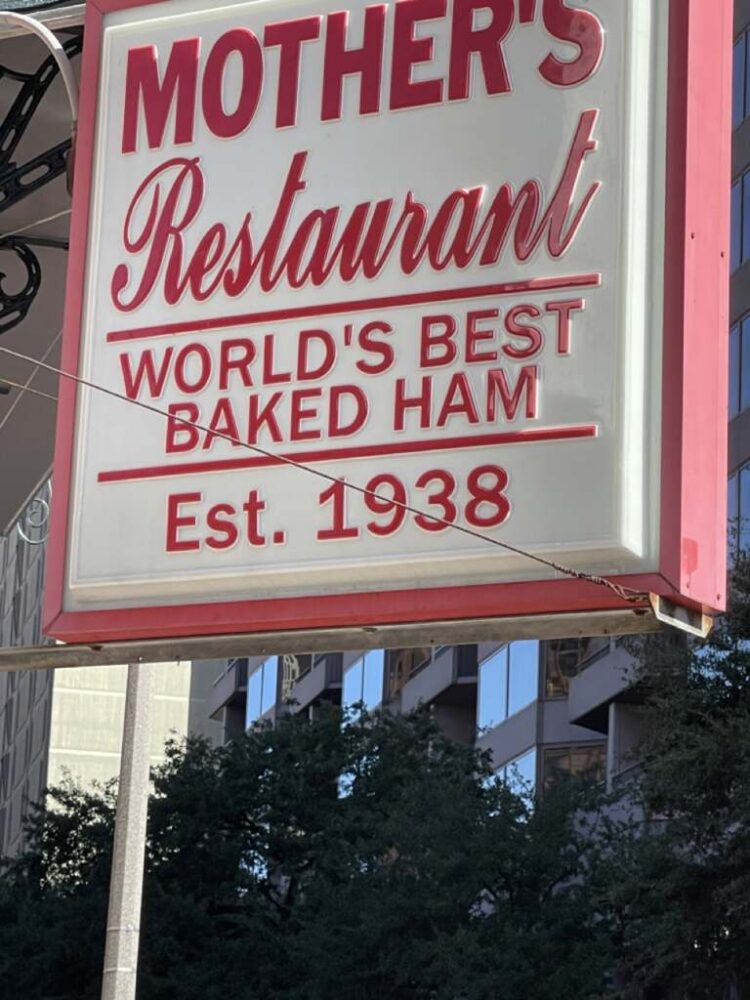 MOTHER'S
Restaurant
WORLD'S BEST
BAKED HAM
Est. 1938